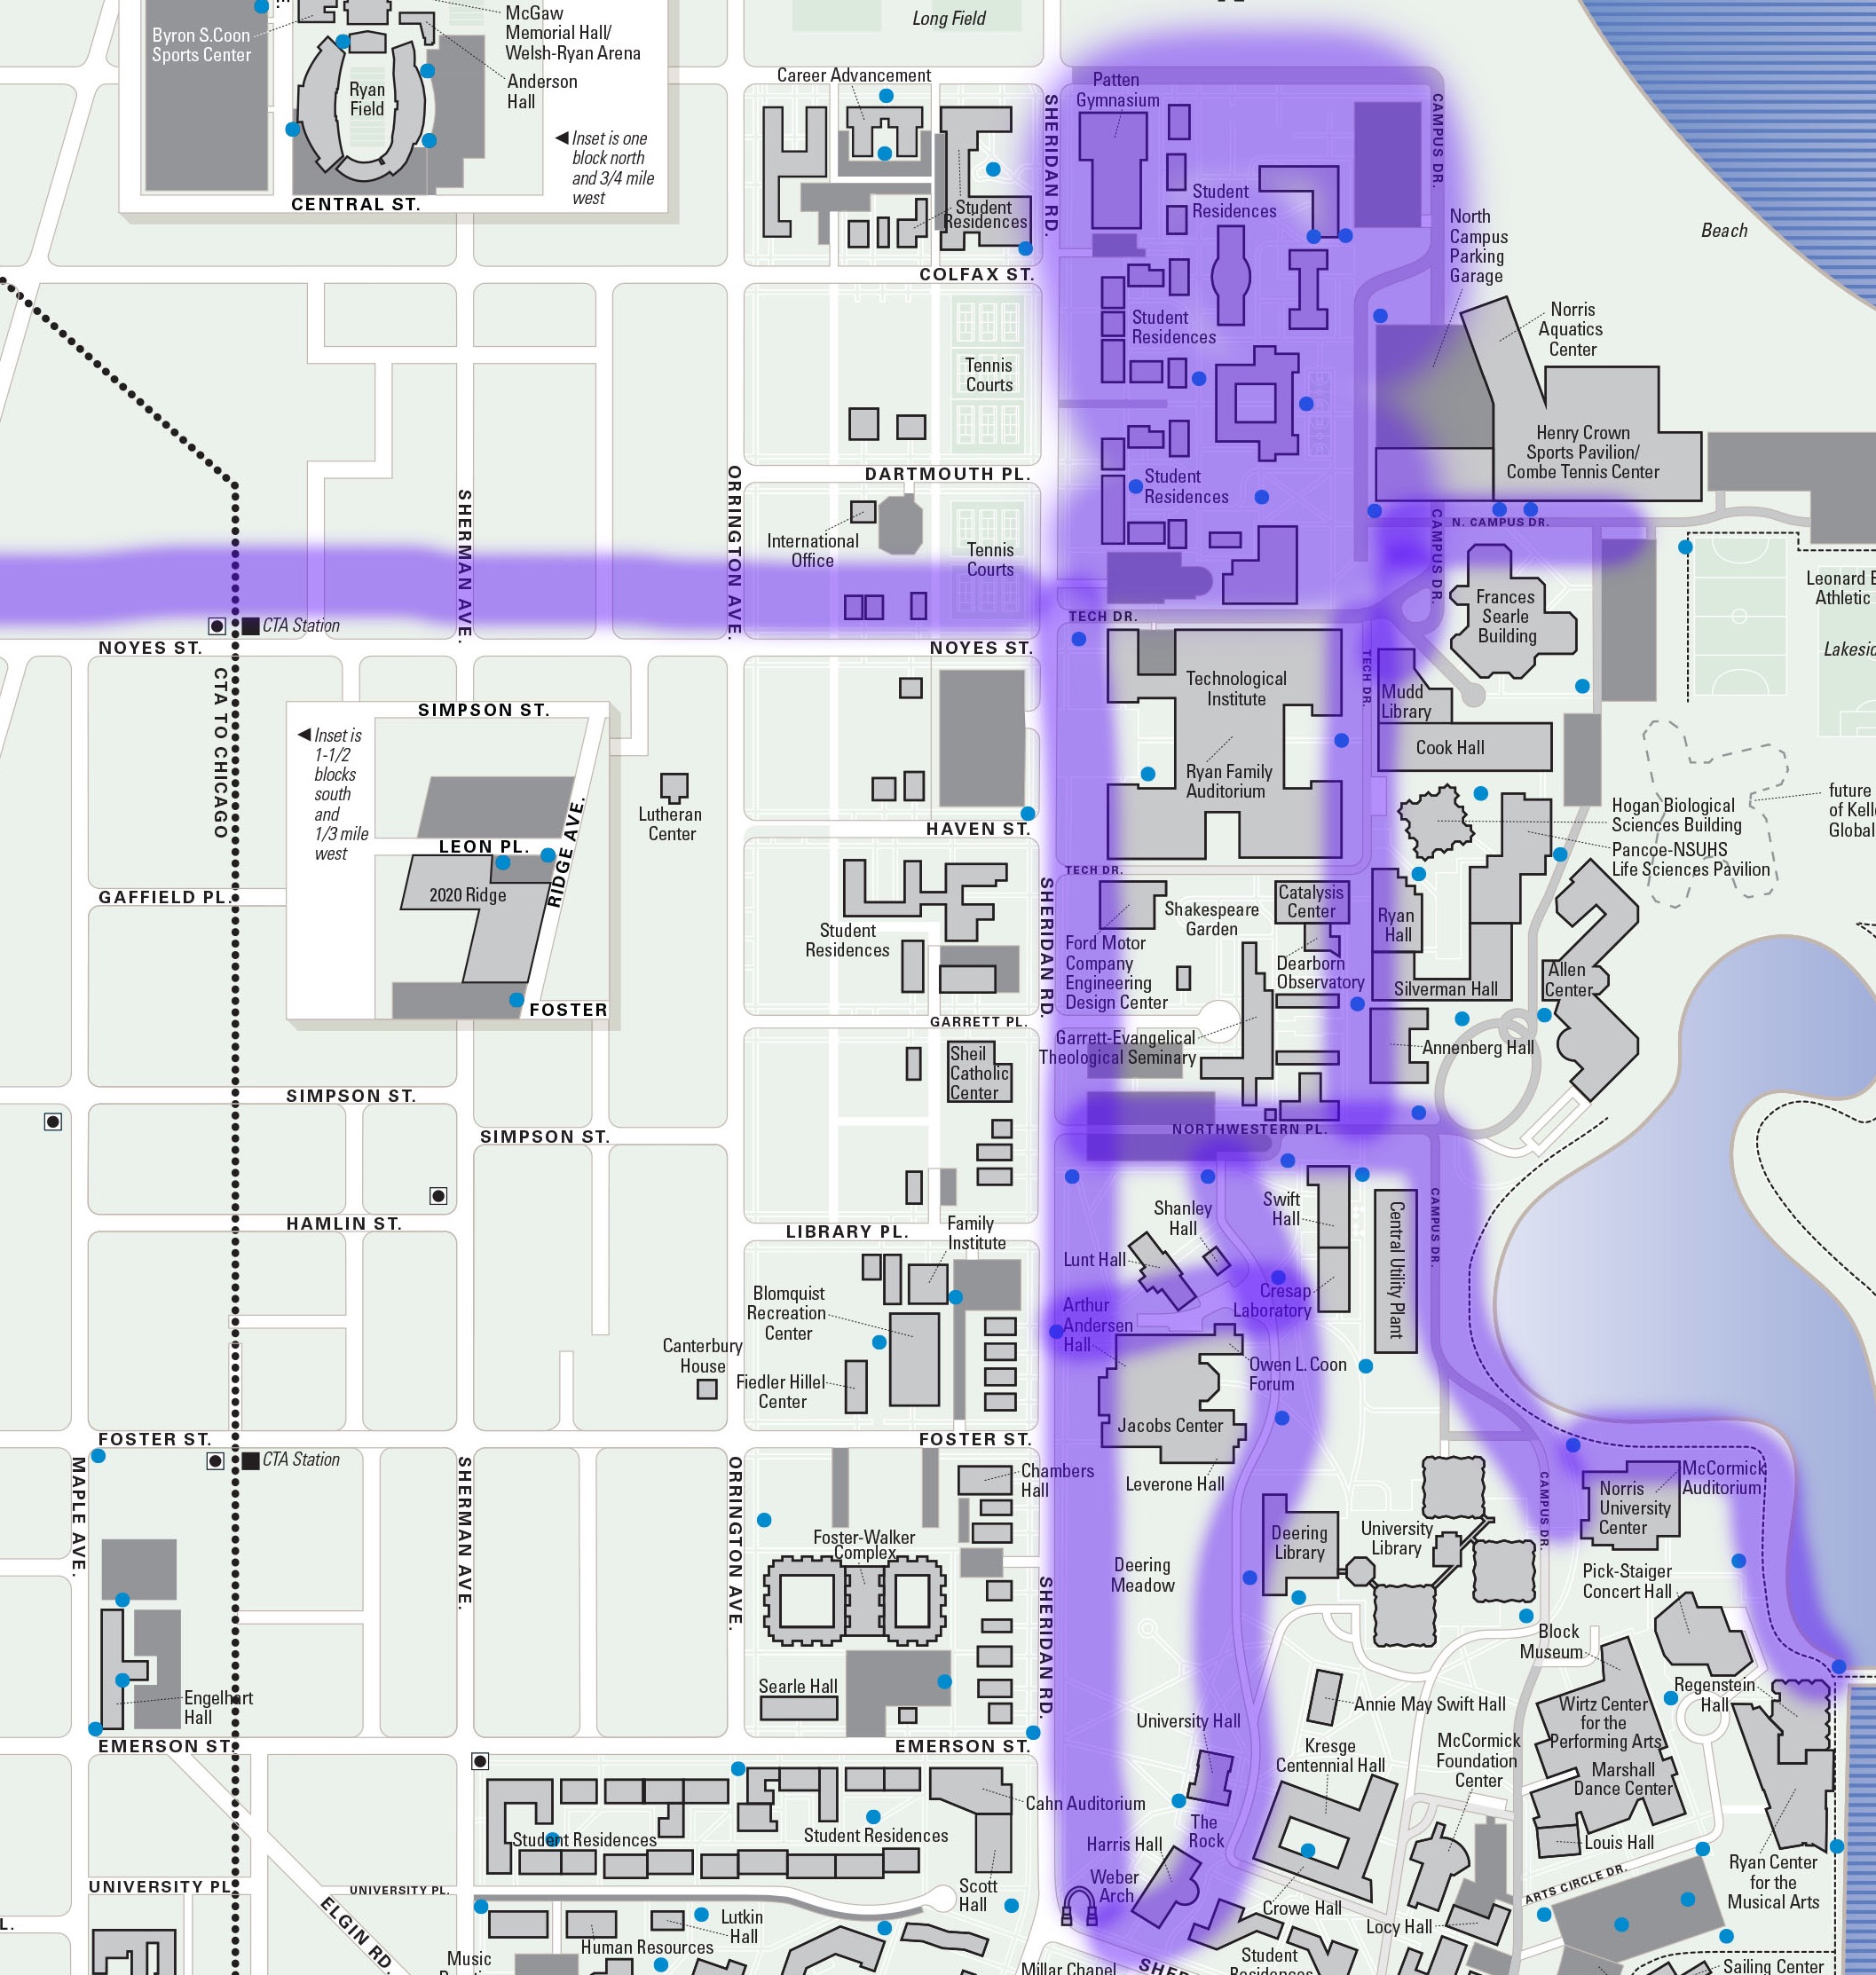 Long Field
Byron S.Coon
Sports Center
McGaw
Memorial Hall/
Welsh-Ryan Arena
Anderson
Hall
Ryan
Field
Inset is one
block north
and 3/4 mile
west
CENTRAL ST.
Career Advancement
Student
Residences
SHERIDAN RD.
COLFAX ST.
Patten
Gymnasium
Student
Residences
CAMPUS DR.
North
Campus
Parking
Garage
Beach
Norris
Aquatics
Center
Student
Residences
Tennis
Courts
Henry Crown
Sports Pavilion/
Combe Tennis Center
DARTMOUTH PL.
Student
Residences
ORRINGTON AVE.
SHERMAN AVE.
International
Office
Tennis
Courts
N. CAMPUS DR.
CAMPUS DR.
Leonard B
Athletic
Frances
Searle
Building
CTA Station
NOYES ST.
NOYES ST.
TECH DR.
Lakesid
CTA TO CHICAGO
Technological
Institute
TECH DR.
Mudd
Library
Cook Hall
SIMPSON ST.
Inset is
1-1/2
blocks
south
and
1/3 mile
west
LEON PL.
RIDGE AVE.
2020 Ridge
FOSTER
Lutheran
Center
Ryan Family
Auditorium
future
of Kell
Global
Hogan Biological
Sciences Building
Pancoe-NSUHS
Life Sciences Pavilion
HAVEN ST.
GAFFIELD PL.
TECH DR.
SHERIDAN RD.
Student
Residences
Shakespeare
Garden
Catalysis
Center
Ryan
Hall
Ford Motor
Company
Engineering
Design Center
Dearborn
Observatory
Silverman Hall
Allen
Center
GARRETT PL.
Garrett-Evangelical
Theological Seminary
Annenberg Hall
Sheil
Catholic
Center
SIMPSON ST.
SIMPSON ST.
NORTHWESTERN PL.
HAMLIN ST.
LIBRARY PL.
Family
Institute
Shanley
Hall
Swift
Hall
Central Utility Plant
CAMPUS DR.
Lunt Hall
Cresap
Laboratory
Blomquist
Recreation
Center
Arthur
Andersen
Hall
Canterbury
House
Fiedler Hillel
Center
Owen L. Coon
Forum
Jacobs Center
FOSTER ST.
FOSTER ST.
CTA Station
Leverone Hall
MAPLE AVE.
SHERMAN AVE.
ORRINGTON AVE.
Chambers
Hall
McCormick
Auditorium
Norris
University
Center
CAMPUS DR.
Deering
Library
University
Library
Foster-Walker
Complex
Deering
Meadow
Pick-Staiger
Concert Hall
SHERIDAN RD.
Block
Museum
Searle Hall
Engelhart
Hall
Annie May Swift Hall
Regenstein
Hall
University Hall
Wirtz Center
for the
Performing Arts
EMERSON ST.
EMERSON ST.
Kresge
Centennial Hall
McCormick
Foundation
Center
Marshall
Dance Center
Cahn Auditorium
The
Rock
Student Residences
Student Residences
Harris Hall
Louis Hall
Weber
Arch
Ryan Center
for the
Musical Arts
UNIVERSITY PL.
UNIVERSITY PL.
Scott
Hall
ARTS CIRCLE DR.
Crowe Hall
ELGIN RD.
Lutkin
Hall
Locy Hall
Human Resources
Music
Student
Residences
Millar Chapel
SHER
Sailing Center